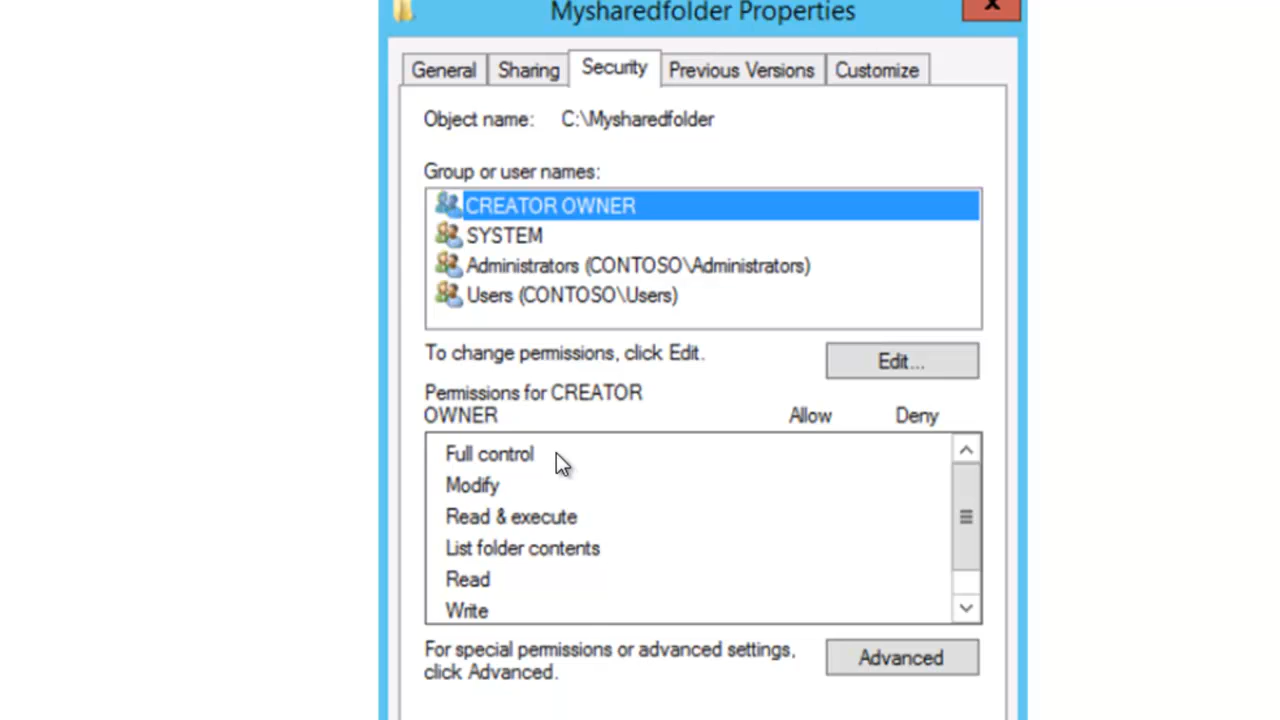 Mysharedfolder Properties
x
General Sharing Security Previous Versions Customize
Object name: C:\Mysharedfolder
Group or user names:
CREATOR OWNER
SYSTEM
Administrators (CONTOSO\Administrators)
Users (CONTOSO\Users)
To change permissions, click Edit.
Edit...
Permissions for CREATOR
OWNER Allow Deny
Full control
Modify
Read & execute
List folder contents
Read
Write
For special permissions or advanced settings,
click Advanced.
Advanced